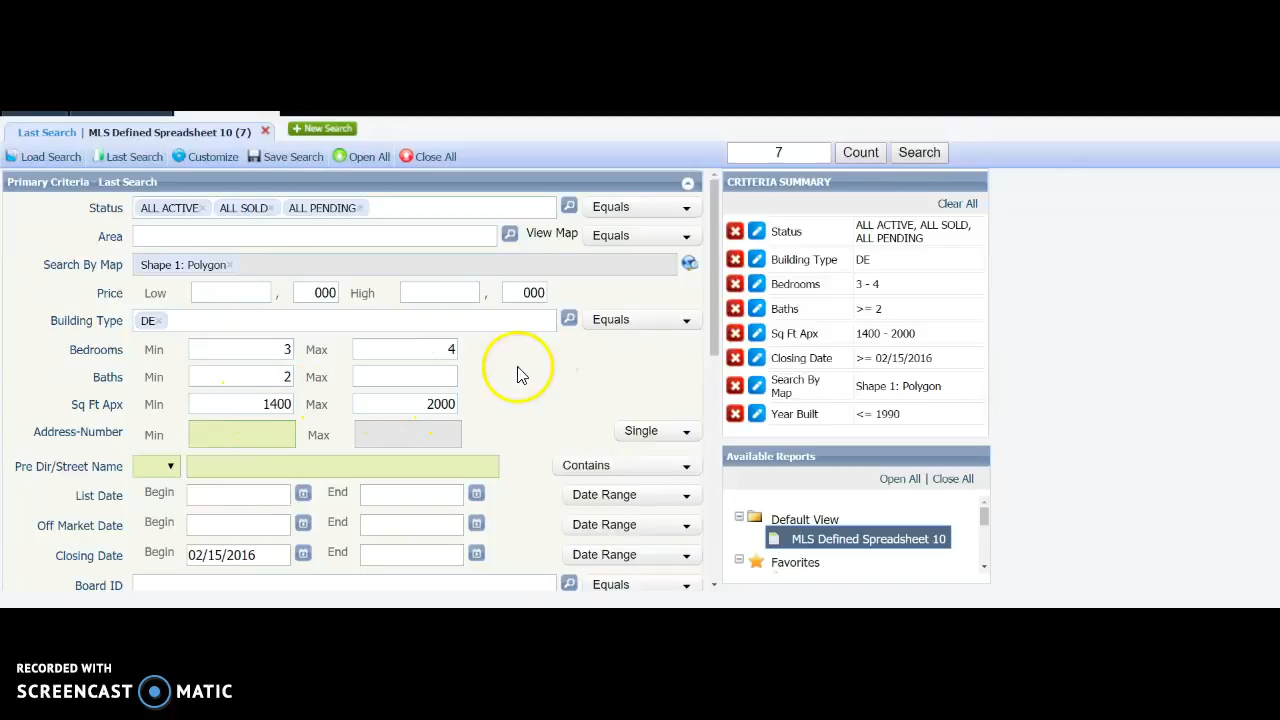 Last Search | MLS Defined Spreadsheet 10 (7)
+ New Search
Load Search Last Search Customize Save Search Open All Close All
7 Count Search
Primary Criteria - Last Search
Status ALL ACTIVE× ALL SOLD× ALL PENDING× Equals
Area View Map Equals
Search By Map Shape 1: Polygon×
Price Low , 000 High , 000
Building Type DE× Equals
Bedrooms Min 3 Max 4
Baths Min 2 Max
Sq Ft Apx Min 1400 Max 2000
Address-Number Min Max Single
Pre Dir/Street Name Contains
List Date Begin End Date Range
Off Market Date Begin End Date Range
Closing Date Begin 02/15/2016 End Date Range
Board ID Equals
CRITERIA SUMMARY
Clear All
Status ALL ACTIVE, ALL SOLD,
ALL PENDING
Building Type DE
Bedrooms 3 - 4
Baths >= 2
Sq Ft Apx 1400 - 2000
Closing Date >= 02/15/2016
Search By
Map Shape 1: Polygon
Year Built <= 1990
Available Reports
Open All | Close All
Default View
MLS Defined Spreadsheet 10
Favorites
RECORDED WITH
SCREENCAST MATIC